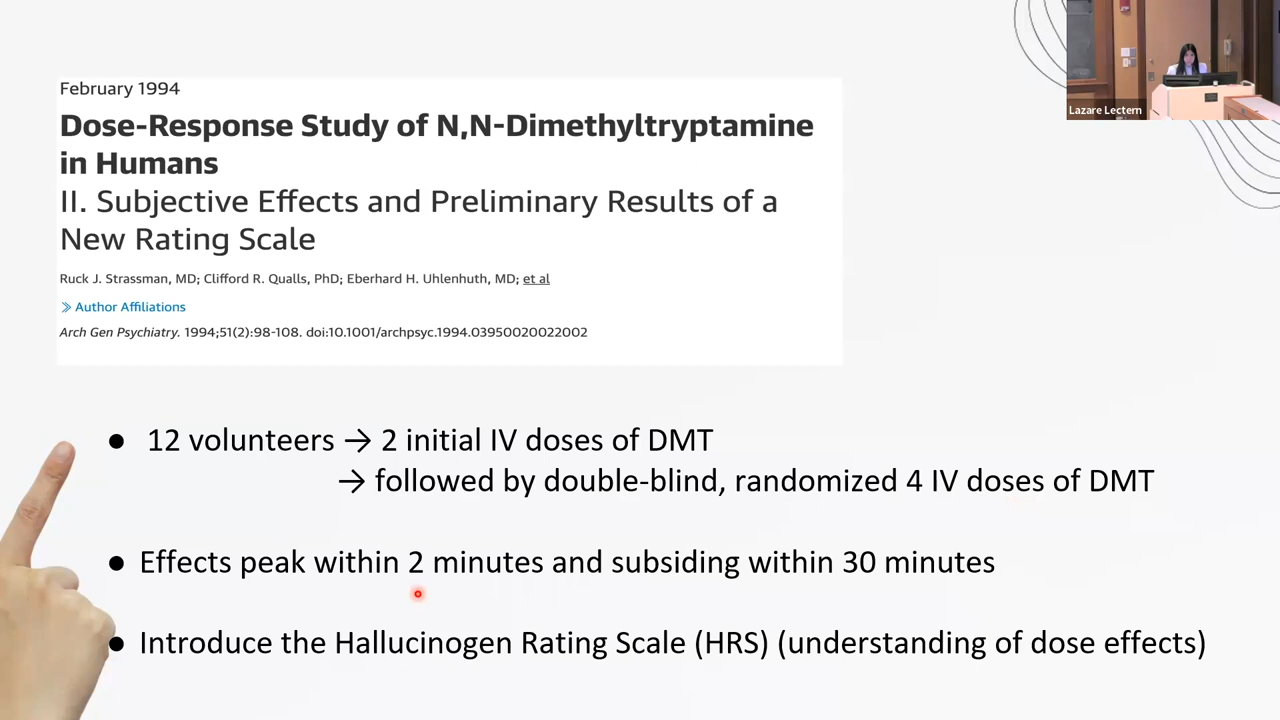 February 1994
Dose-Response Study of N,N-Dimethyltryptamine
in Humans
II. Subjective Effects and Preliminary Results of a
New Rating Scale
Ruck J. Strassman, MD; Clifford R. Qualls, PhD; Eberhard H. Uhlenhuth, MD; et al
≫ Author Affiliations
Arch Gen Psychiatry. 1994;51(2):98-108. doi:10.1001/archpsyc.1994.03950020022002
● 12 volunteers → 2 initial IV doses of DMT
→ followed by double-blind, randomized 4 IV doses of DMT
● Effects peak within 2 minutes and subsiding within 30 minutes
● Introduce the Hallucinogen Rating Scale (HRS) (understanding of dose effects)
Lazare Lectern